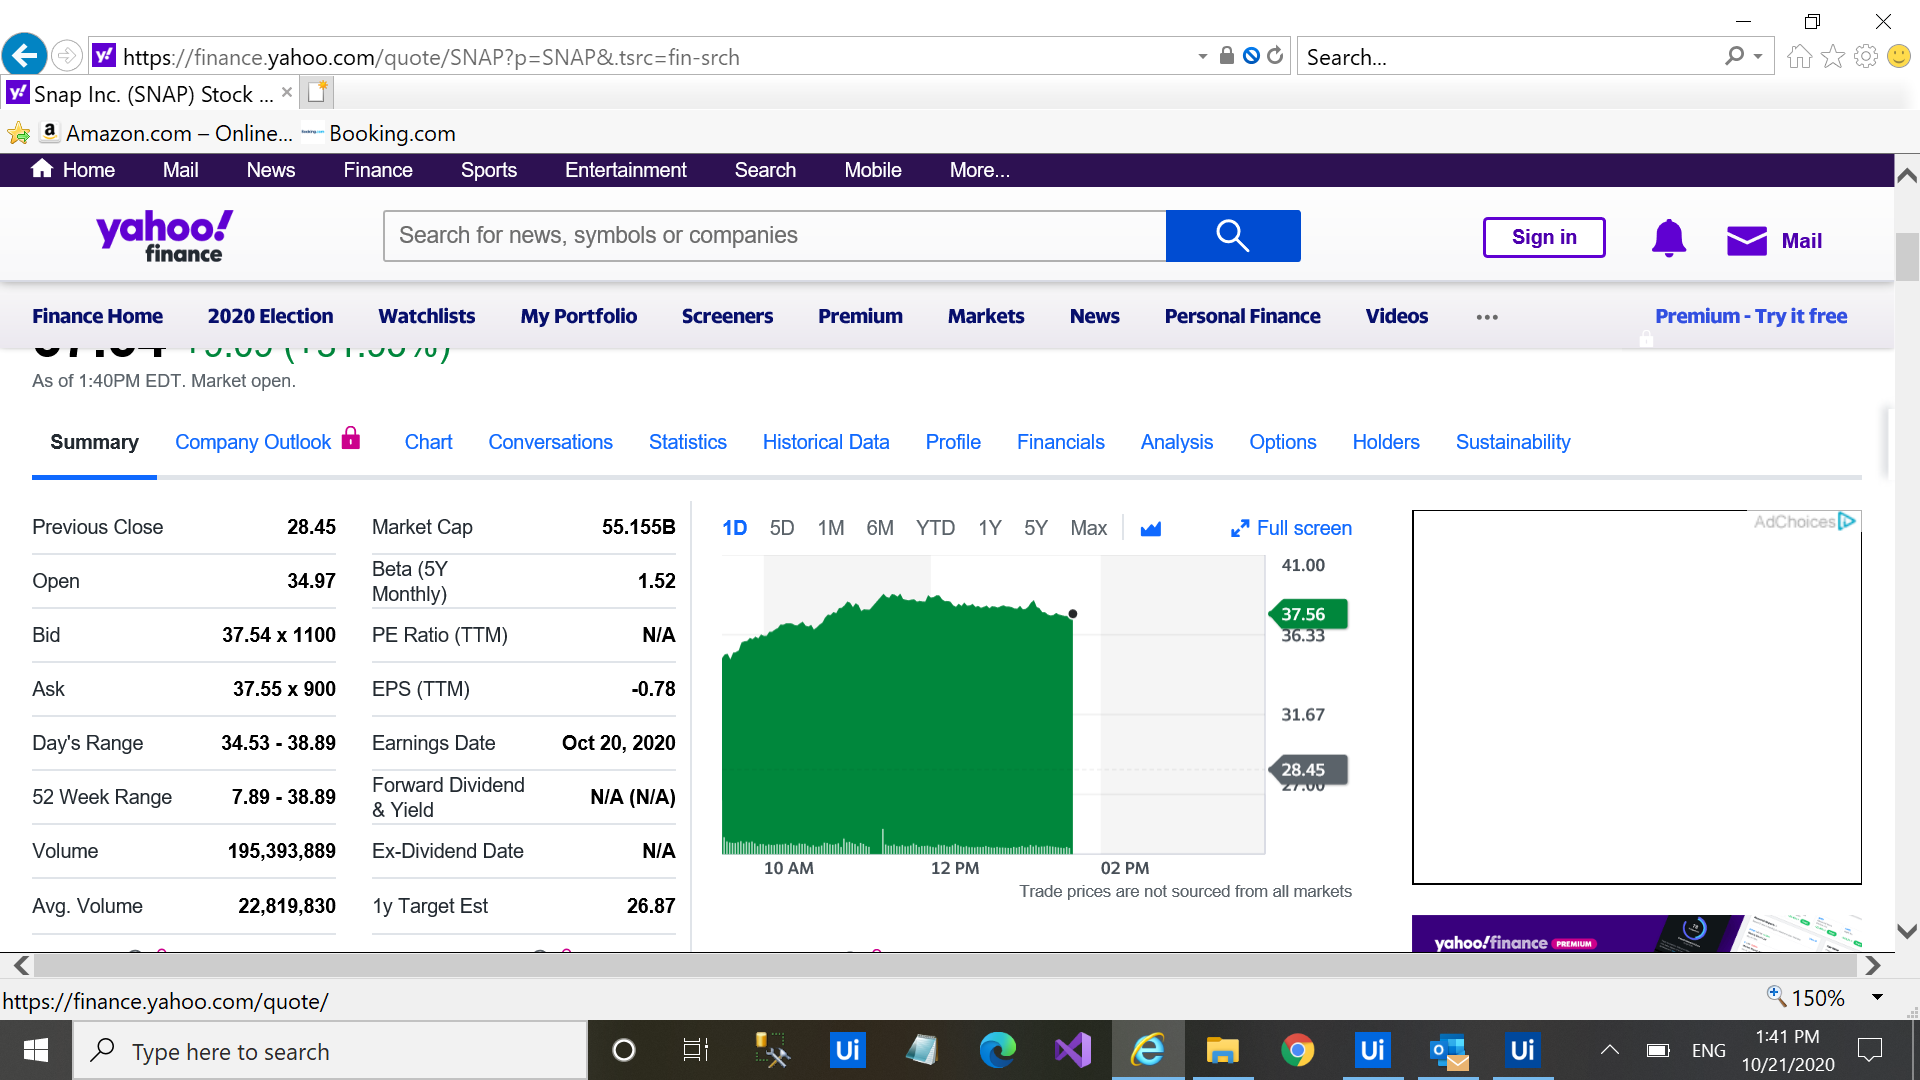 https://finance.yahoo.com/quote/SNAP?p=SNAP&.tsrc=fin-srch
Search...
Snap Inc. (SNAP) Stock ...
Amazon.com – Online...
Booking.com
Home Mail News Finance Sports Entertainment Search Mobile More...
yahoo!
finance
Search for news, symbols or companies
Sign in
Mail
Finance Home 2020 Election Watchlists My Portfolio Screeners Premium Markets News Personal Finance Videos ... Premium - Try it free
As of 1:40PM EDT. Market open.
Summary Company Outlook Chart Conversations Statistics Historical Data Profile Financials Analysis Options Holders Sustainability
Previous Close 28.45
Open 34.97
Bid 37.54 x 1100
Ask 37.55 x 900
Day's Range 34.53 - 38.89
52 Week Range 7.89 - 38.89
Volume 195,393,889
Avg. Volume 22,819,830
Market Cap 55.155B
Beta (5Y
Monthly) 1.52
PE Ratio (TTM) N/A
EPS (TTM) -0.78
Earnings Date Oct 20, 2020
Forward Dividend
& Yield N/A (N/A)
Ex-Dividend Date N/A
1y Target Est 26.87
1D 5D 1M 6M YTD 1Y 5Y Max Full screen
41.00
37.56
36.33
31.67
28.45
27.00
10 AM 12 PM 02 PM
Trade prices are not sourced from all markets
AdChoices
yahoo!finance PREMIUM
https://finance.yahoo.com/quote/
150%
Type here to search
ENG
1:41 PM
10/21/2020